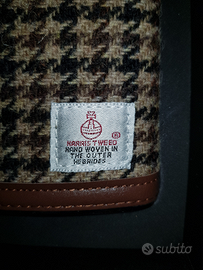 HARRIS TWEED
HAND WOVEN IN
THE OUTER
HEBRIDES
subito